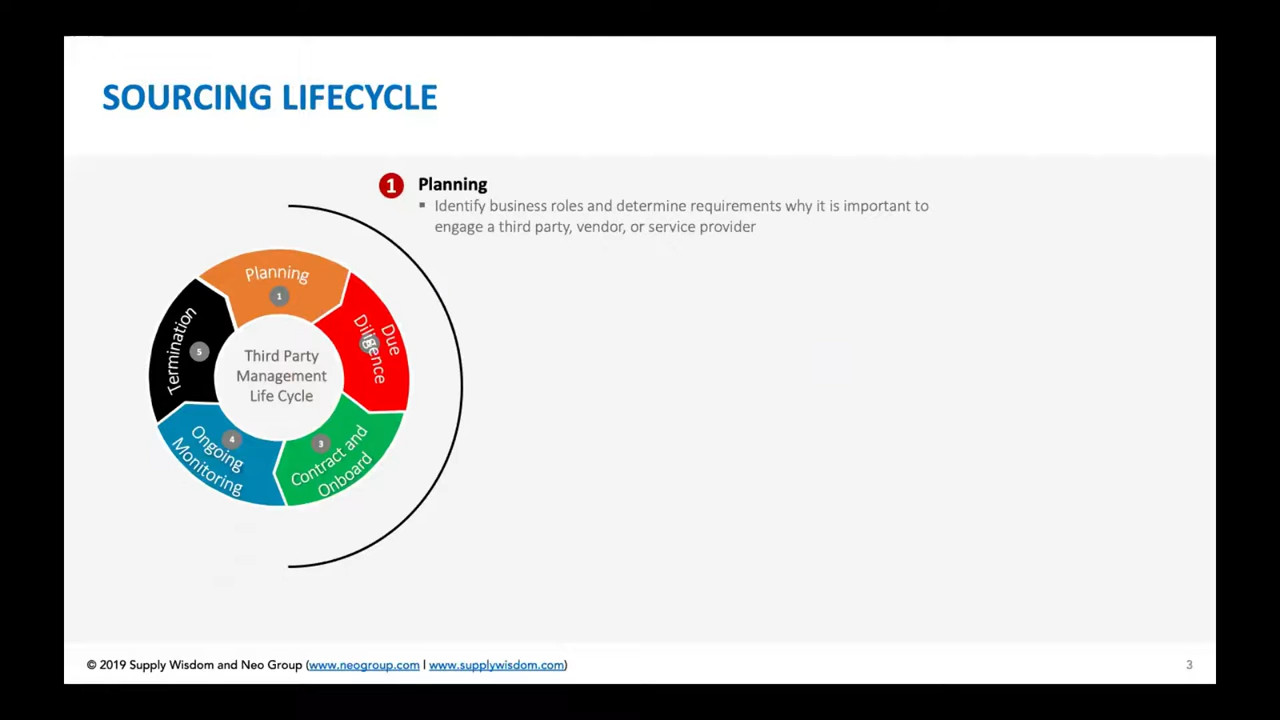 SOURCING LIFECYCLE
1 Planning
▪ Identify business roles and determine requirements why it is important to
engage a third party, vendor, or service provider
Planning
1
Due
Diligence
Contract and
Onboard
3
Ongoing
Monitoring
4
Termination
5
Third Party
Management
Life Cycle
© 2019 Supply Wisdom and Neo Group (www.neogroup.com | www.supplywisdom.com)
3